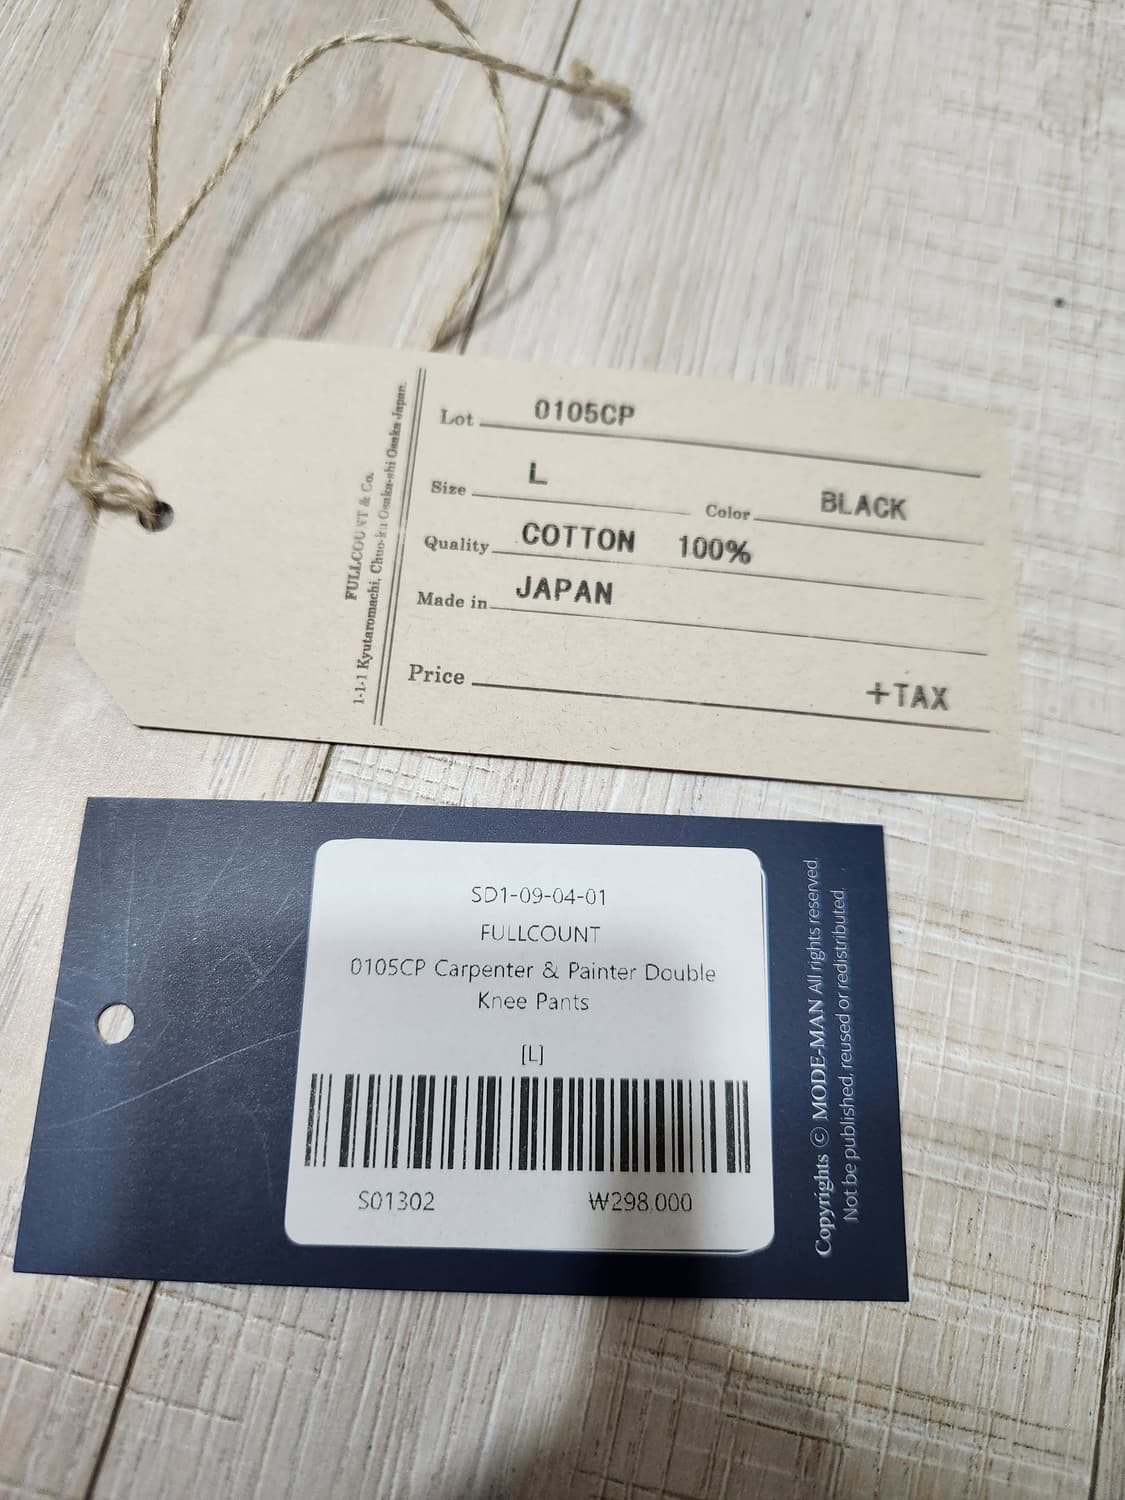 FULLCOUNT & Co.
1-1-1 Kyutaromachi, Chuo-ku Osaka-shi Osaka Japan.
Lot 0105CP
Size L Color BLACK
Quality COTTON 100%
Made in JAPAN
Price +TAX
SD1-09-04-01
FULLCOUNT
0105CP Carpenter & Painter Double
Knee Pants
[L]
S01302 ₩298,000
Copyrights © MODE-MAN All rights reserved.
Not be published, reused or redistributed.